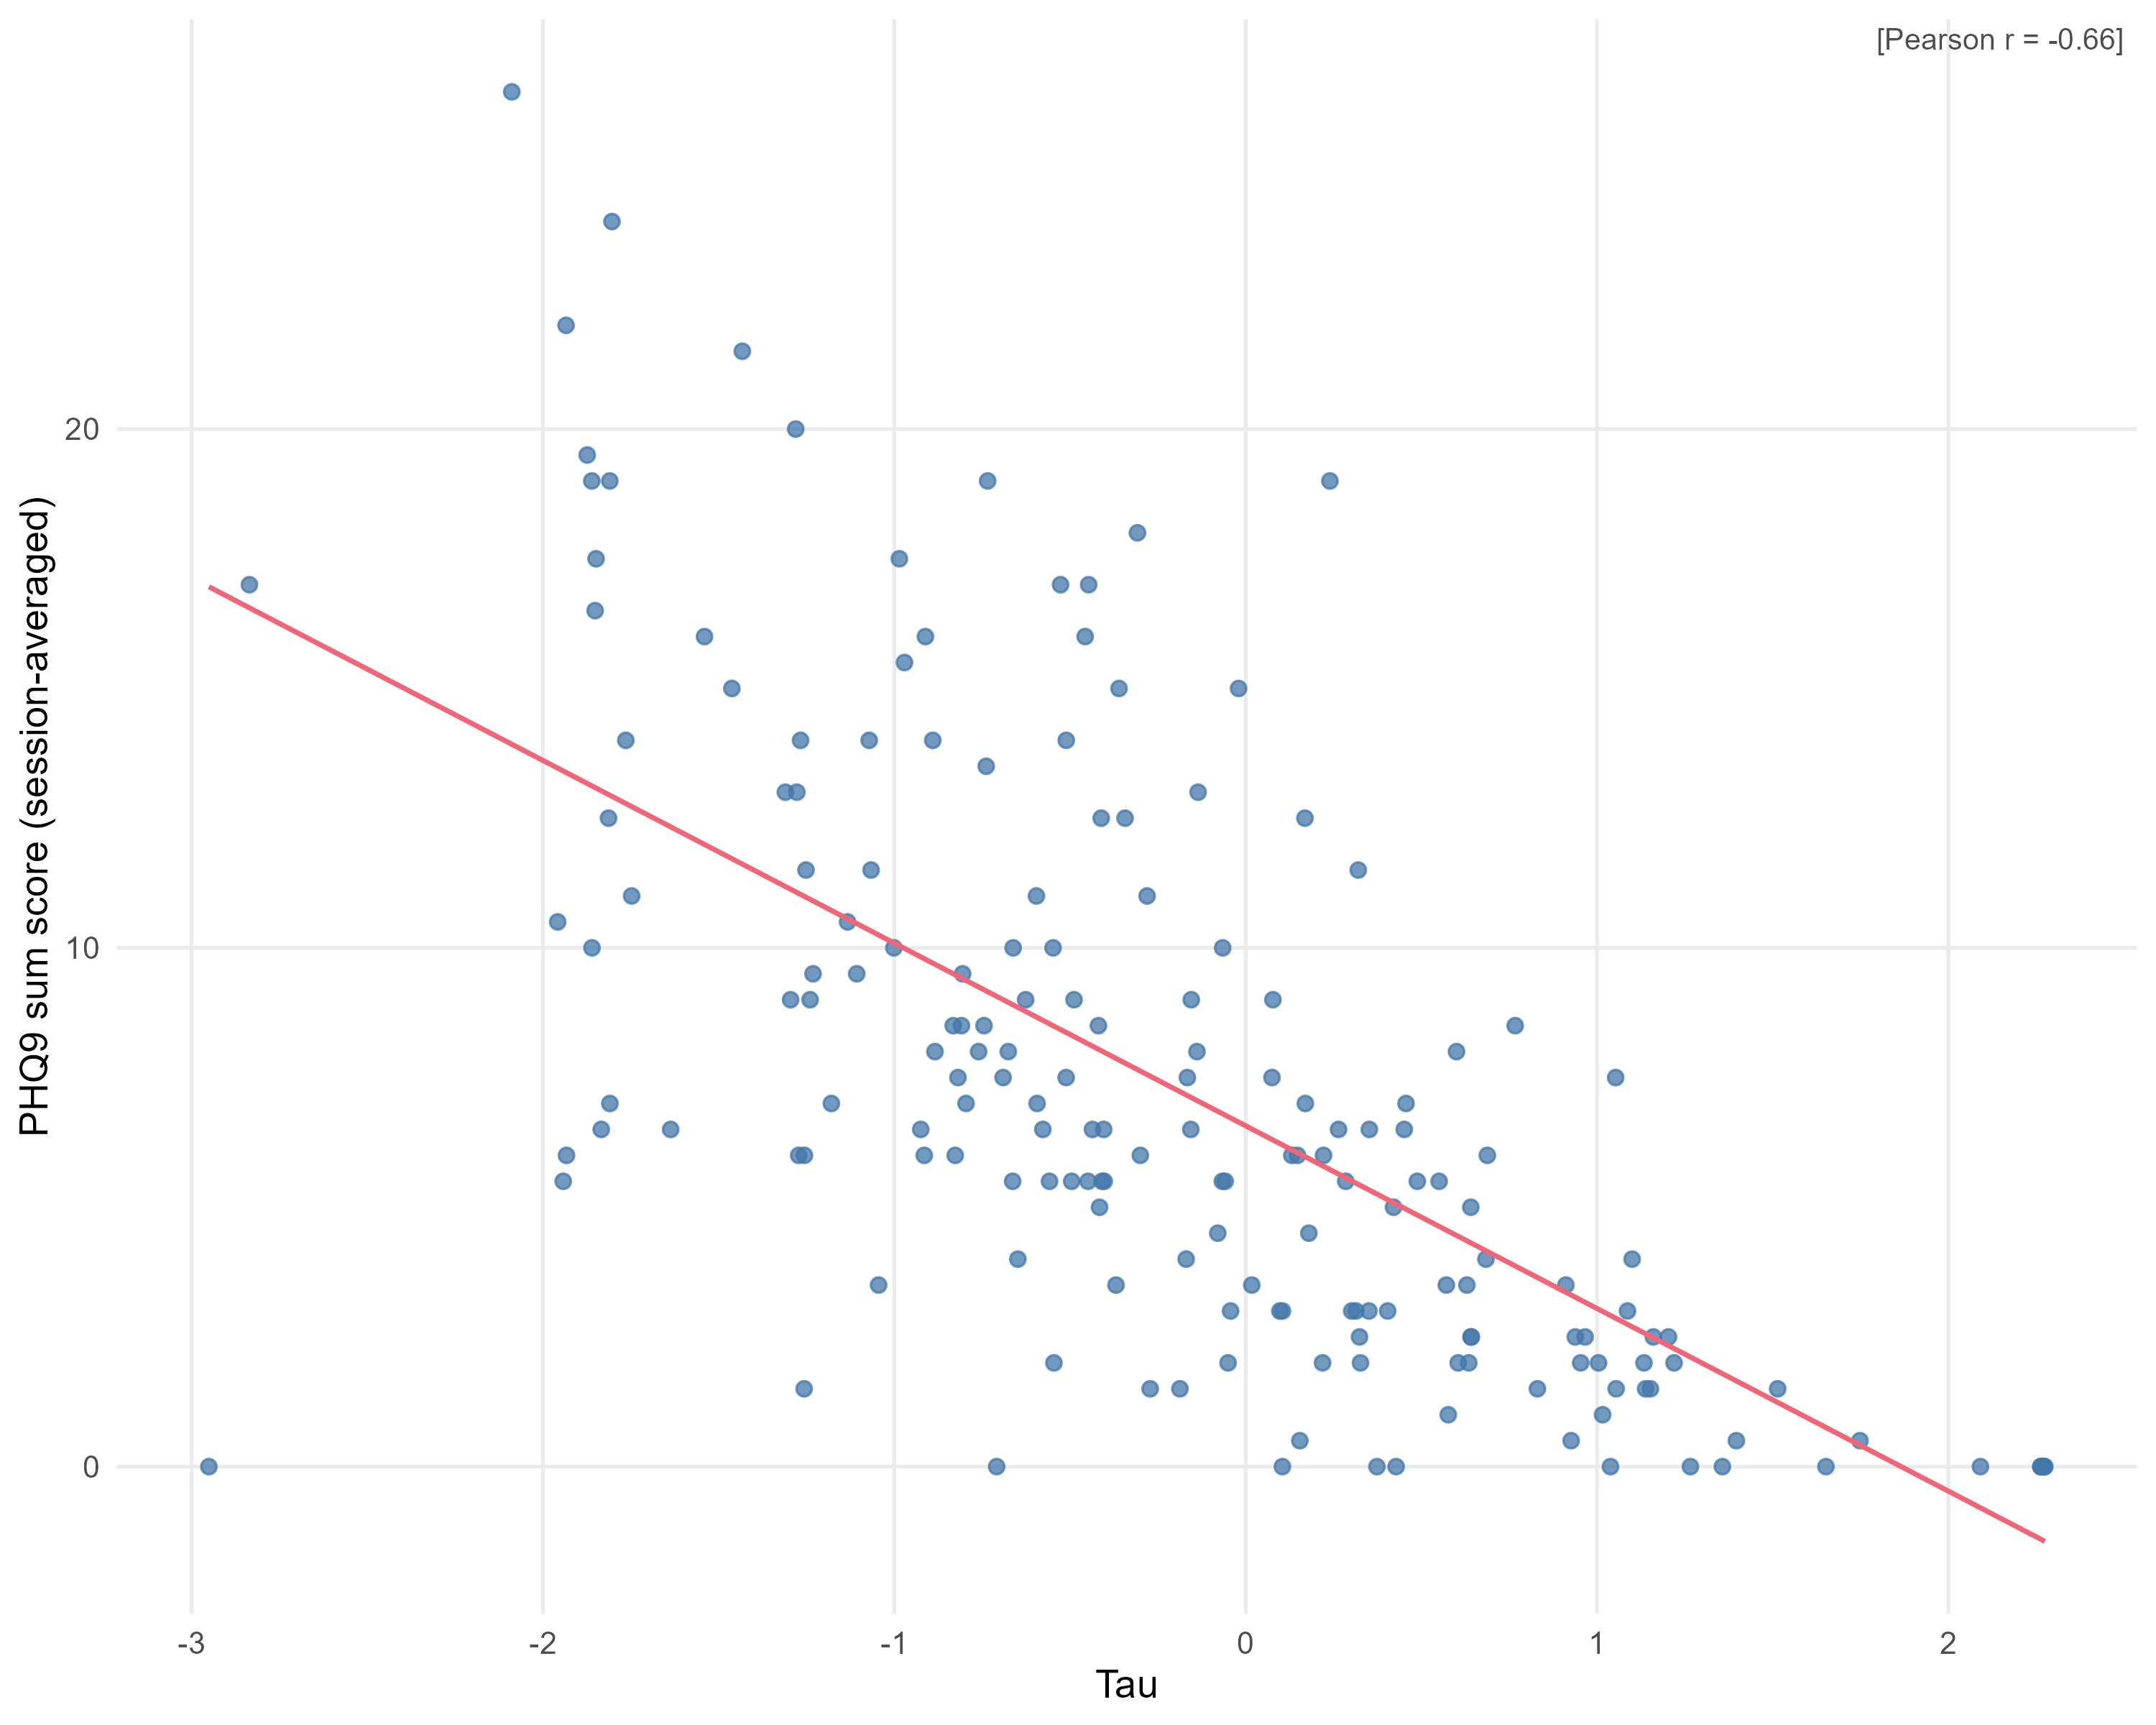 [Pearson r = -0.66]
PHQ9 sum score (session-averaged)
20
10
0
-3 -2 -1 0 1 2
Tau